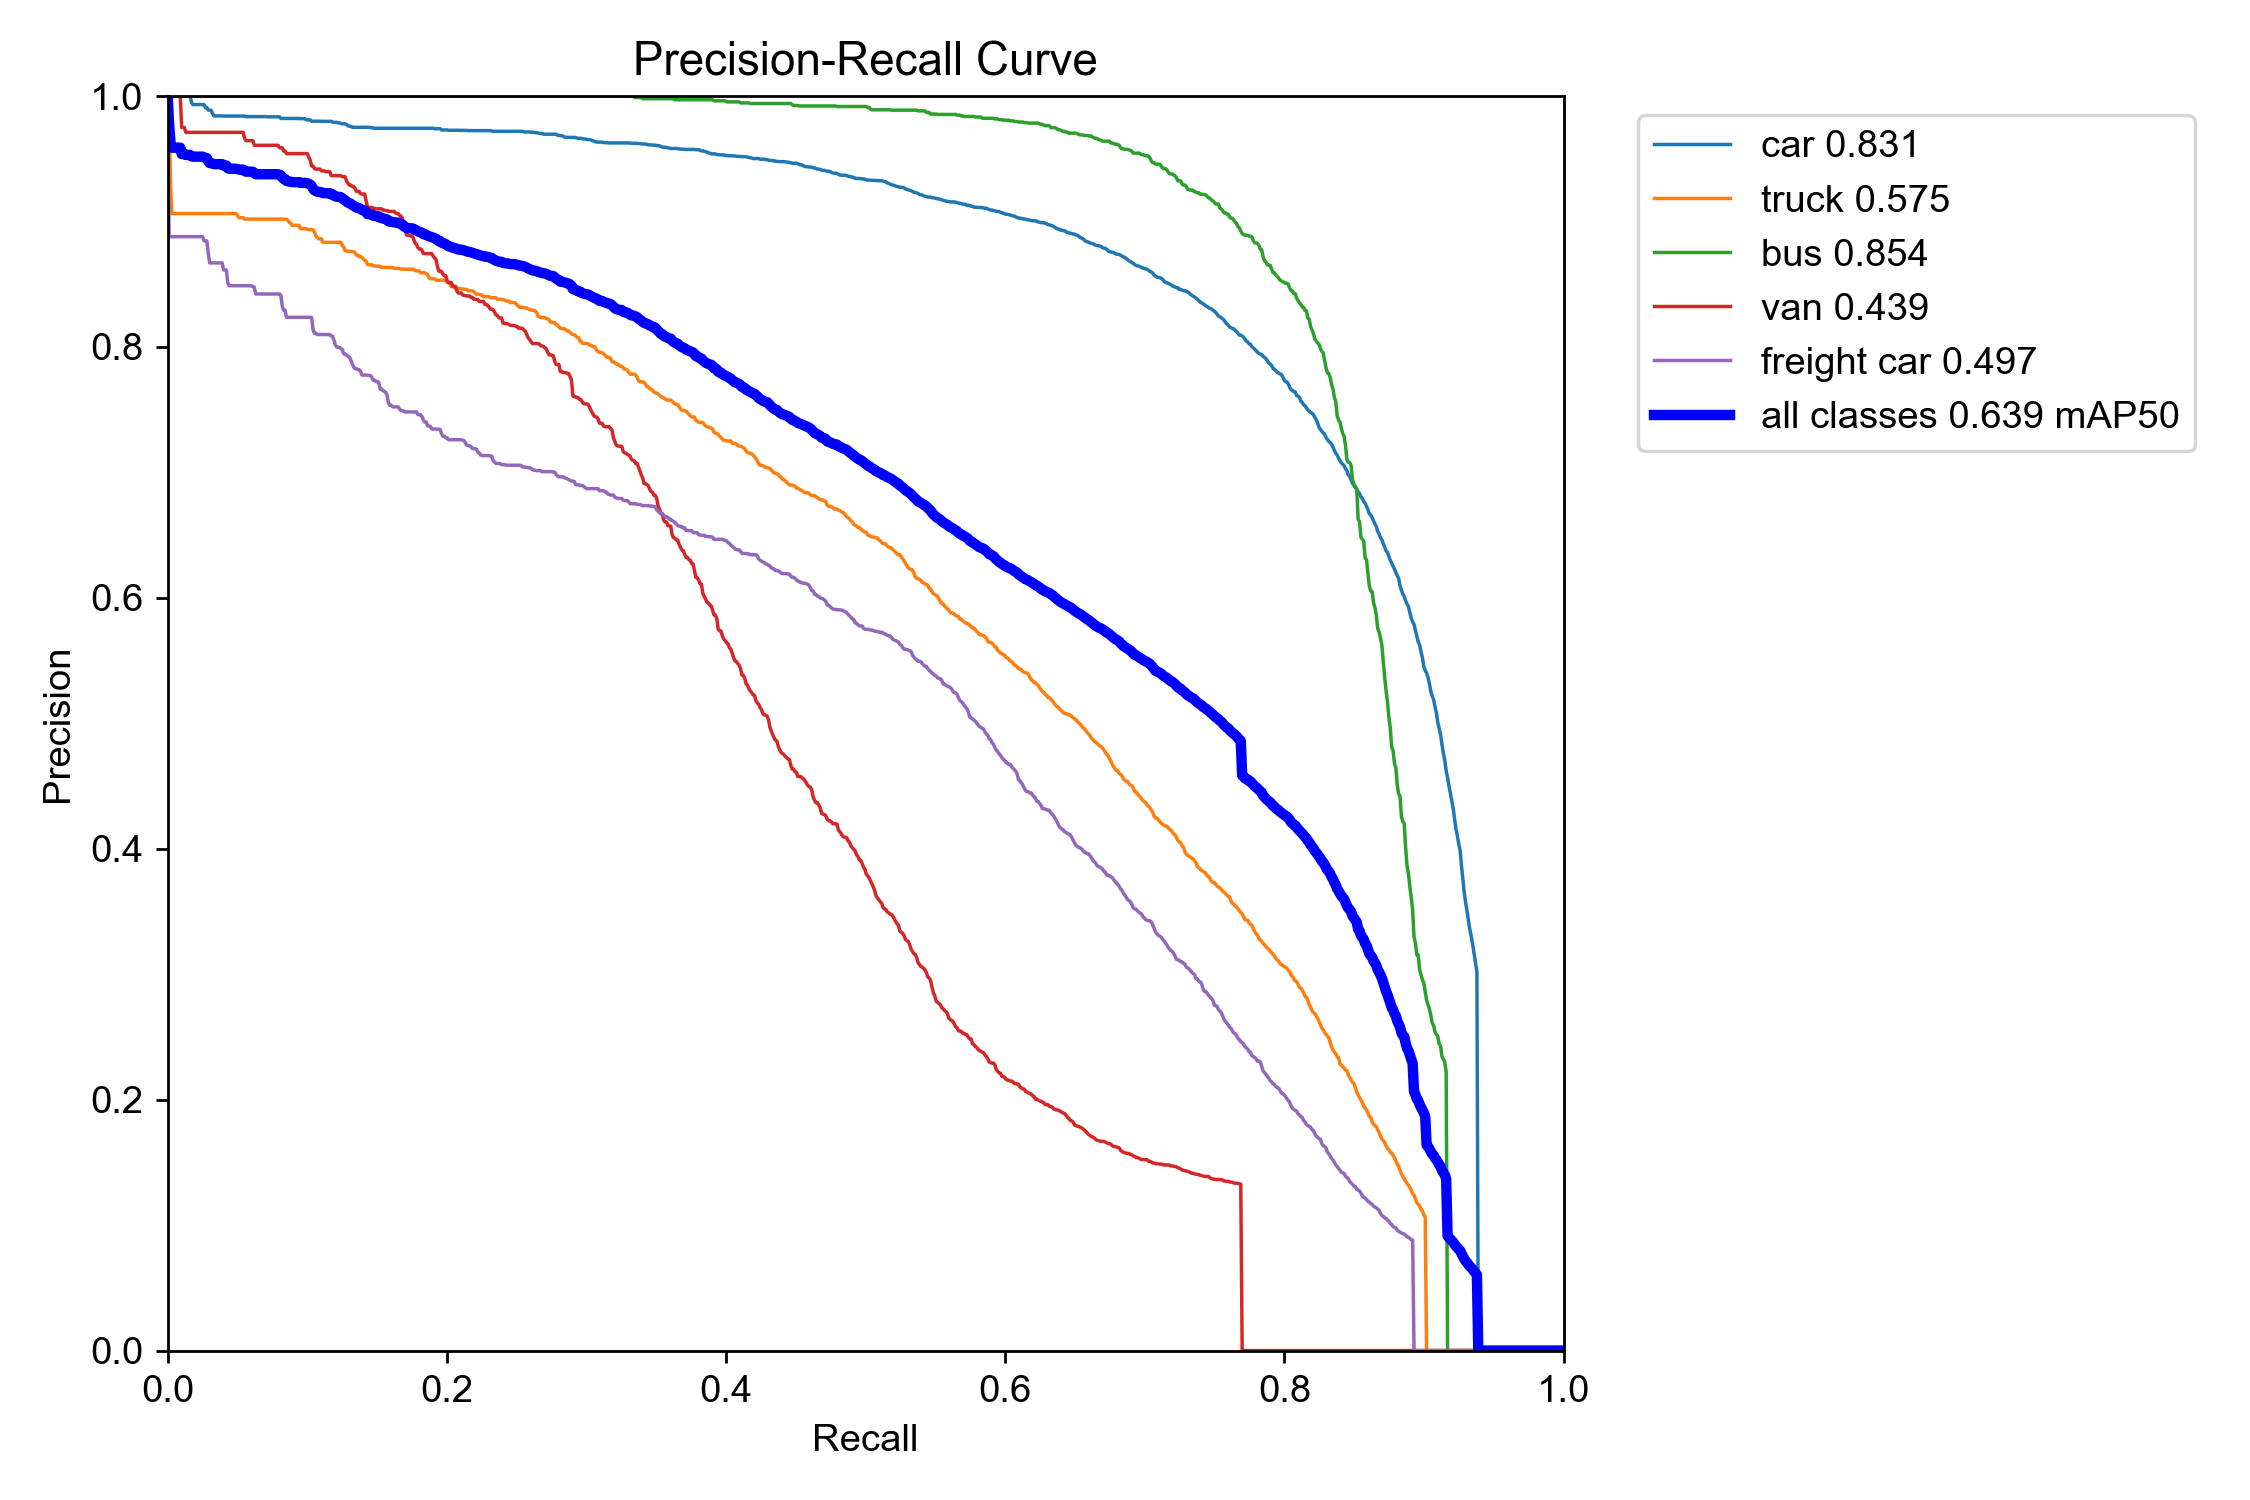 Precision-Recall Curve
1.0
0.8
0.6
0.4
0.2
0.0
Precision
0.0 0.2 0.4 0.6 0.8 1.0
Recall
car 0.831
truck 0.575
bus 0.854
van 0.439
freight car 0.497
all classes 0.639 mAP50